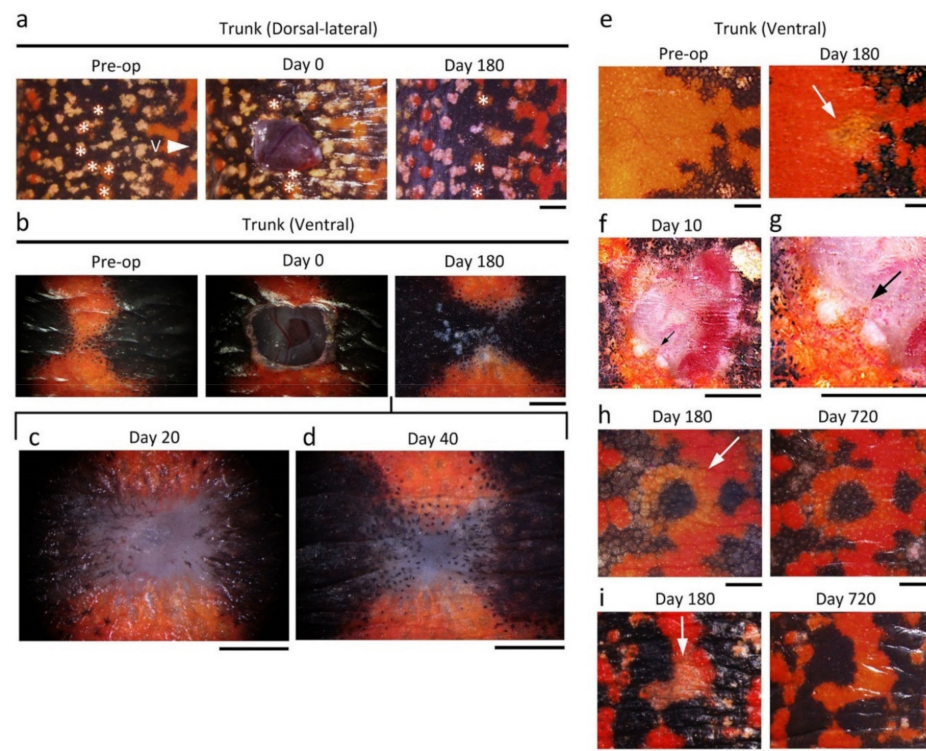 a
Trunk (Dorsal-lateral)
Pre-op
Day 0
Day 180
* * * * * *
V
* * *
* * *
b
Trunk (Ventral)
Pre-op
Day 0
Day 180
c
Day 20
d
Day 40
e
Trunk (Ventral)
Pre-op
Day 180
f
Day 10
g
h
Day 180
Day 720
i
Day 180
Day 720